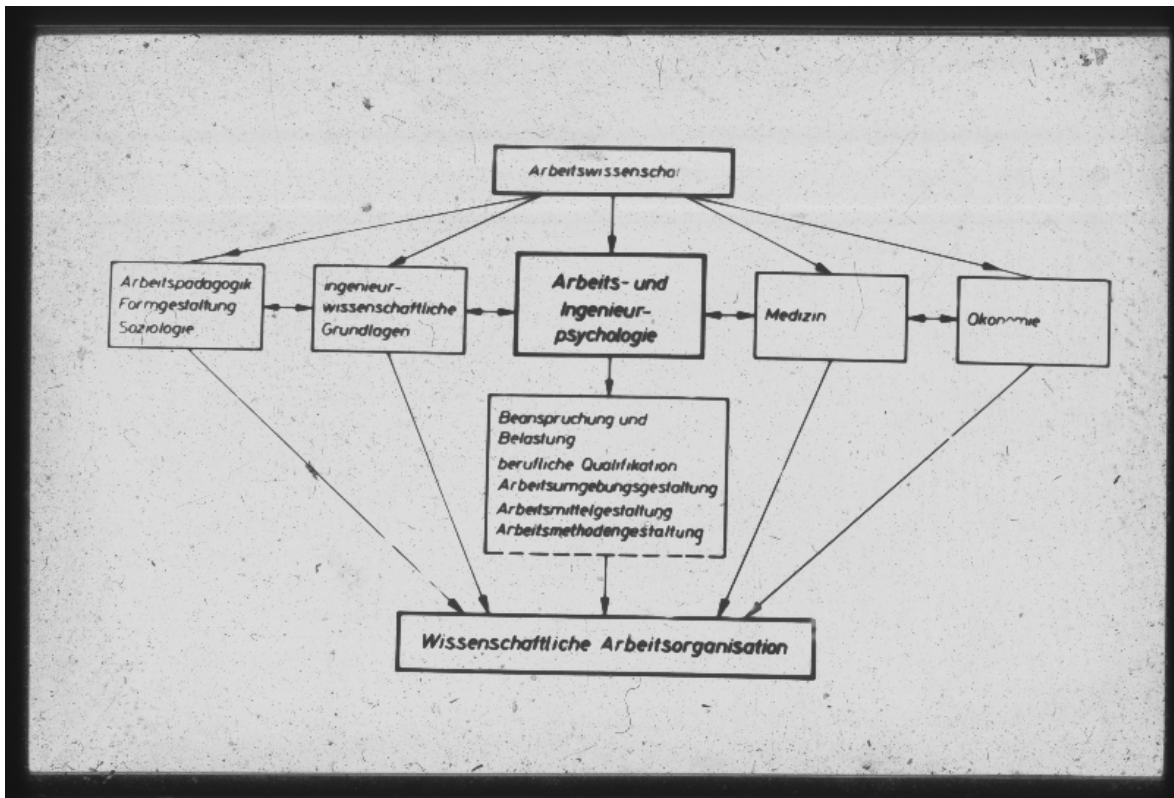 Arbeitswissenscha
Arbeitspädagogik
Formgestaltung
Soziologie
ingenieur-
wissenschaftliche
Grundlagen
Arbeits- und
Ingenieur-
psychologie
Medizin
Ökonomie
Beanspruchung und
Belastung
berufliche Qualifikation
Arbeitsumgebungsgestaltung
Arbeitsmittelgestaltung
Arbeitsmethodengestaltung
Wissenschaftliche Arbeitsorganisation